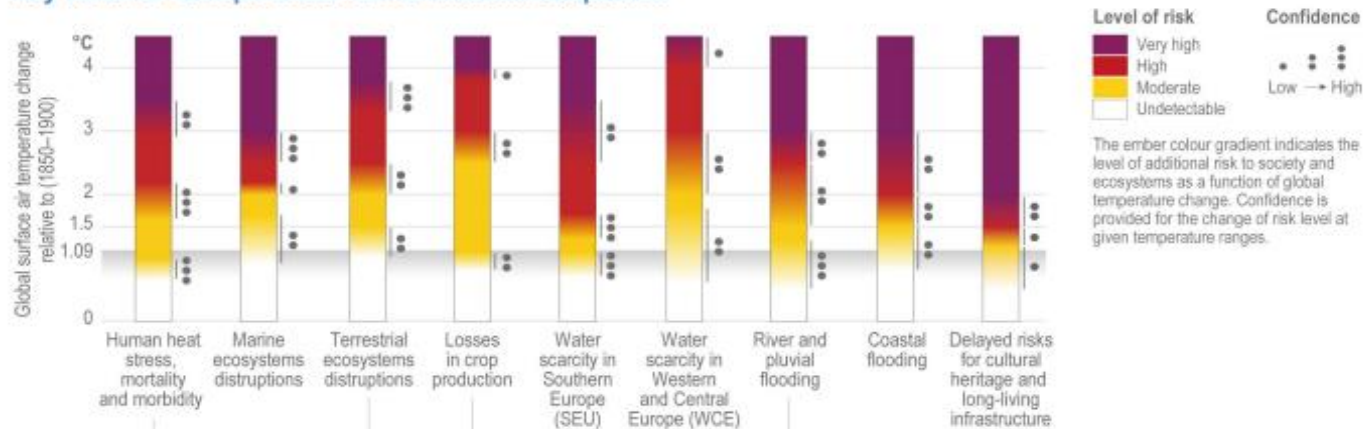 Level of risk
Confidence
Very high
High
Moderate
Undetectable
Low → High
The ember colour gradient indicates the
level of additional risk to society and
ecosystems as a function of global
temperature change. Confidence is
provided for the change of risk level at
given temperature ranges.
Global surface air temperature change
relative to (1850–1900)
°C
4
3
2
1.5
1.09
0
Human heat
stress,
mortality
and morbidity
Marine
ecosystems
distruptions
Terrestrial
ecosystems
distruptions
Losses
in crop
production
Water
scarcity in
Southern
Europe
(SEU)
Water
scarcity in
Western
and Central
Europe (WCE)
River and
pluvial
flooding
Coastal
flooding
Delayed risks
for cultural
heritage and
long-living
infrastructure